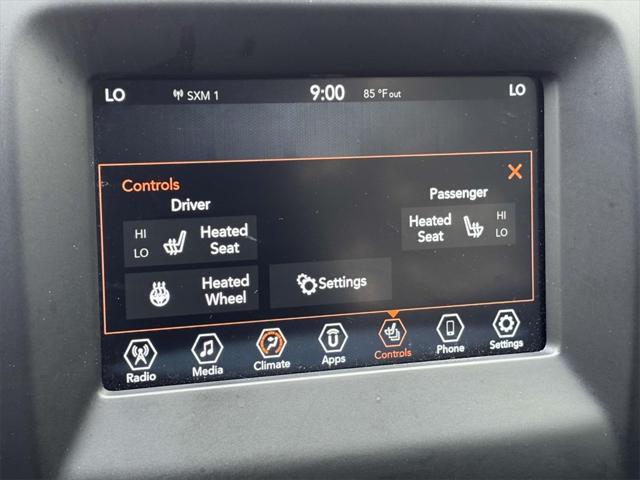 LO SXM 1 9:00 85 °F out LO
Controls
Driver
Passenger
HI
LO
Heated
Seat
Heated
Seat
HI
LO
Heated
Wheel
Settings
Radio Media Climate Apps Controls Phone Settings